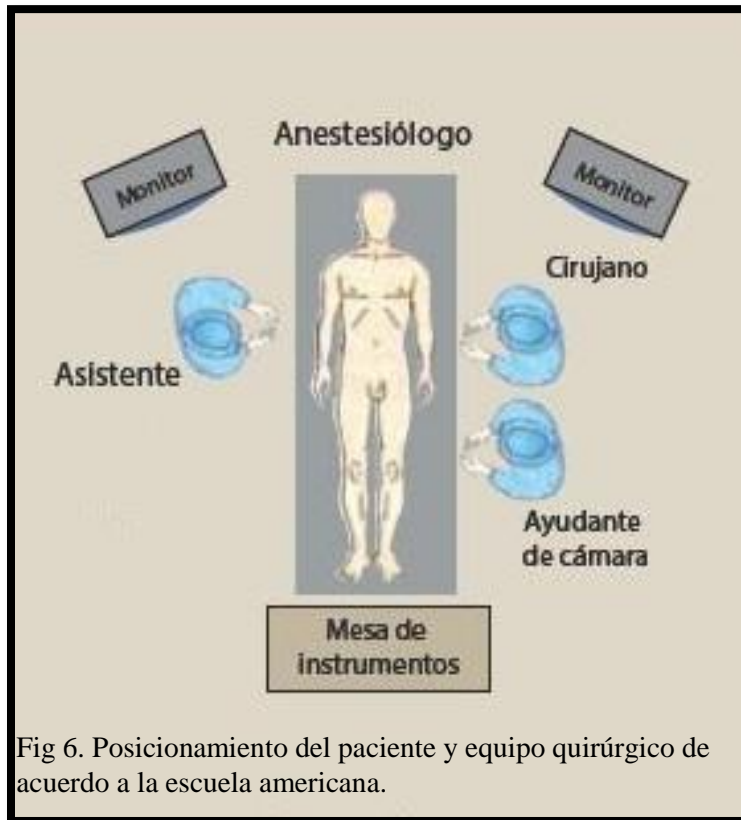 Anestesiólogo
Monitor
Monitor
Cirujano
Asistente
Ayudante
de cámara
Mesa de
instrumentos
Fig 6. Posicionamiento del paciente y equipo quirúrgico de
acuerdo a la escuela americana.